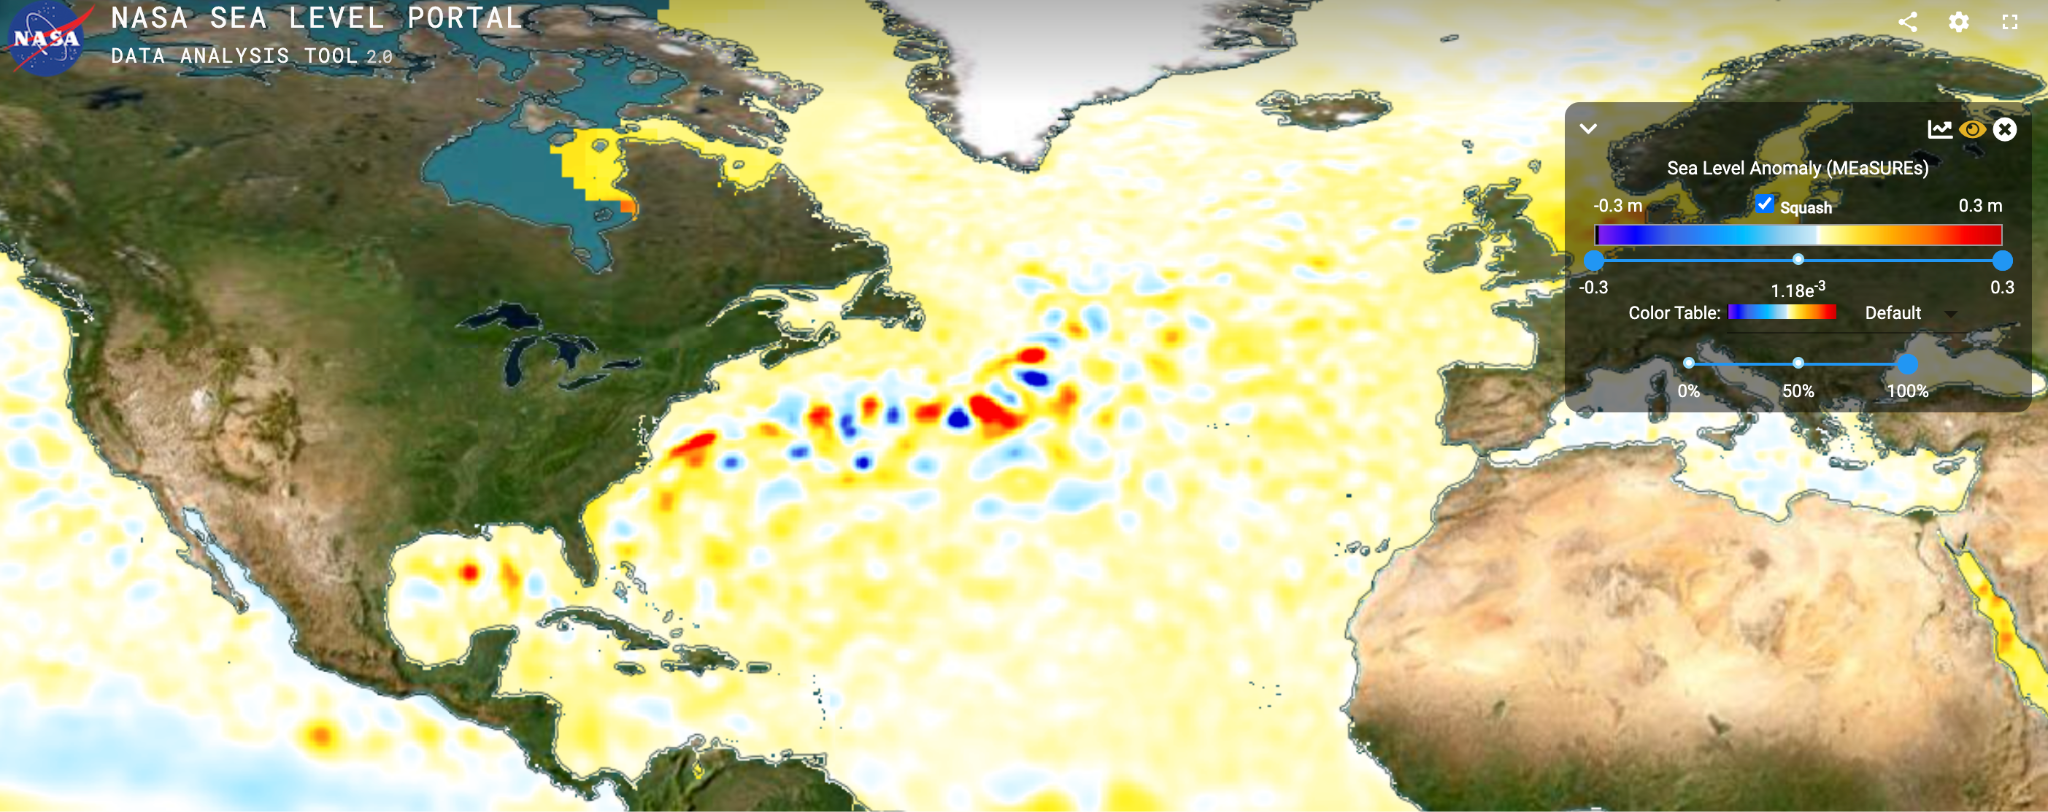 NASA
NASA SEA LEVEL PORTAL
DATA ANALYSIS TOOL 2.0
Sea Level Anomaly (MEaSUREs)
-0.3 m Squash 0.3 m
-0.3 0.3
1.18e-3
Color Table: Default
0% 50% 100%